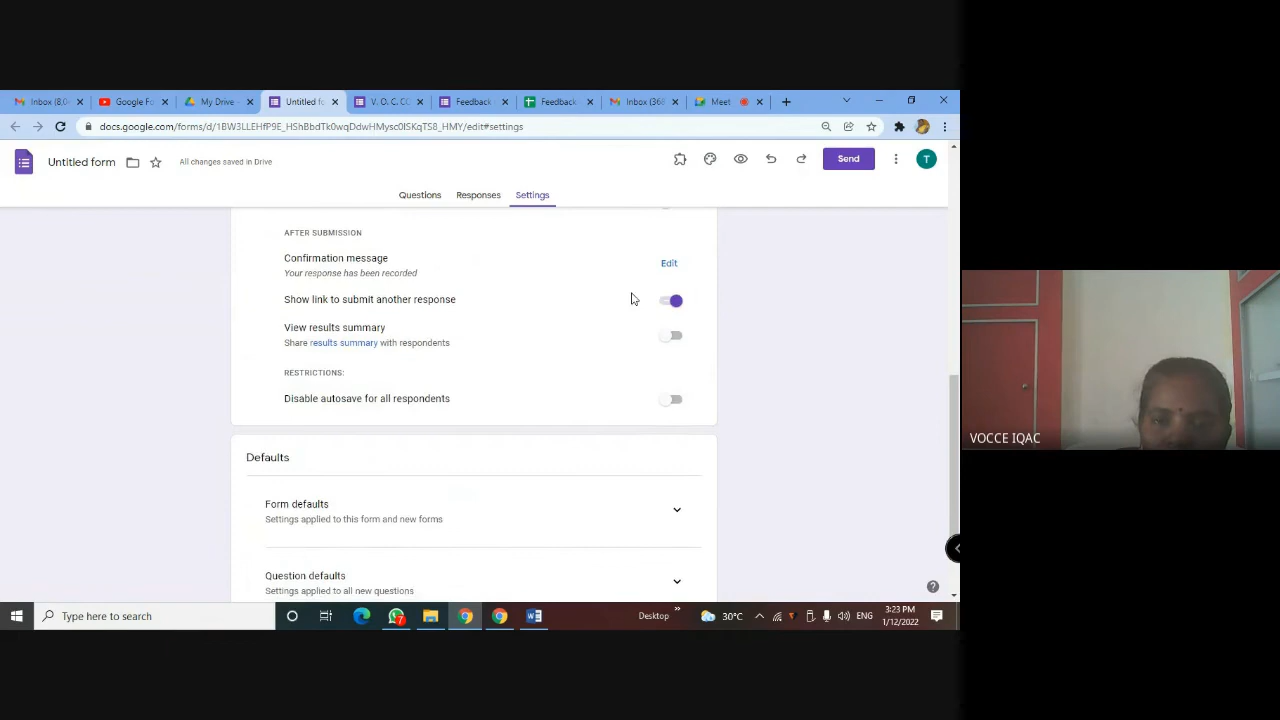 Inbox (8,0
Google Fo
My Drive -
Untitled fo
V. O. C. CO
Feedback
Feedback
Inbox (368
Meet
docs.google.com/forms/d/1BW3LLEHfP9E_HShBbdTk0wqDdwHMysc0ISKqTS8_HMY/edit#settings
Untitled form
All changes saved in Drive
Send
T
Questions
Responses
Settings
AFTER SUBMISSION
Confirmation message
Your response has been recorded
Edit
Show link to submit another response
View results summary
Share results summary with respondents
RESTRICTIONS:
Disable autosave for all respondents
Defaults
Form defaults
Settings applied to this form and new forms
Question defaults
Settings applied to all new questions
VOCCE IQAC
Type here to search
7
Desktop
30°C
ENG
3:23 PM
1/12/2022